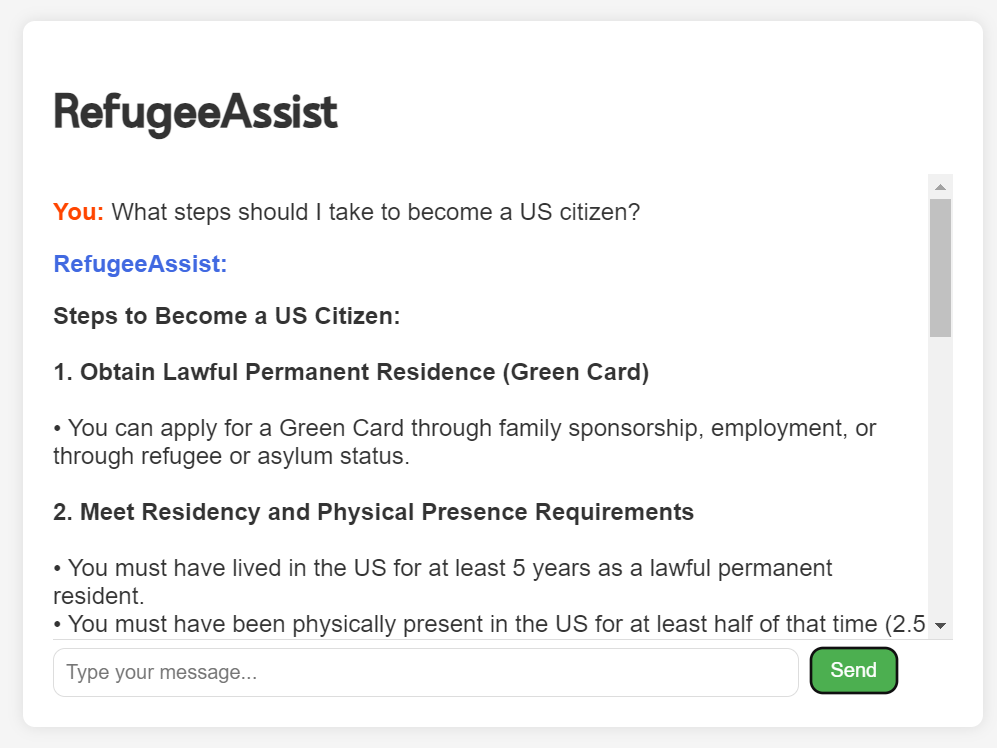 RefugeeAssist
You: What steps should I take to become a US citizen?
RefugeeAssist:
Steps to Become a US Citizen:
1. Obtain Lawful Permanent Residence (Green Card)
• You can apply for a Green Card through family sponsorship, employment, or
through refugee or asylum status.
2. Meet Residency and Physical Presence Requirements
• You must have lived in the US for at least 5 years as a lawful permanent
resident.
• You must have been physically present in the US for at least half of that time (2.5
Type your message...
Send